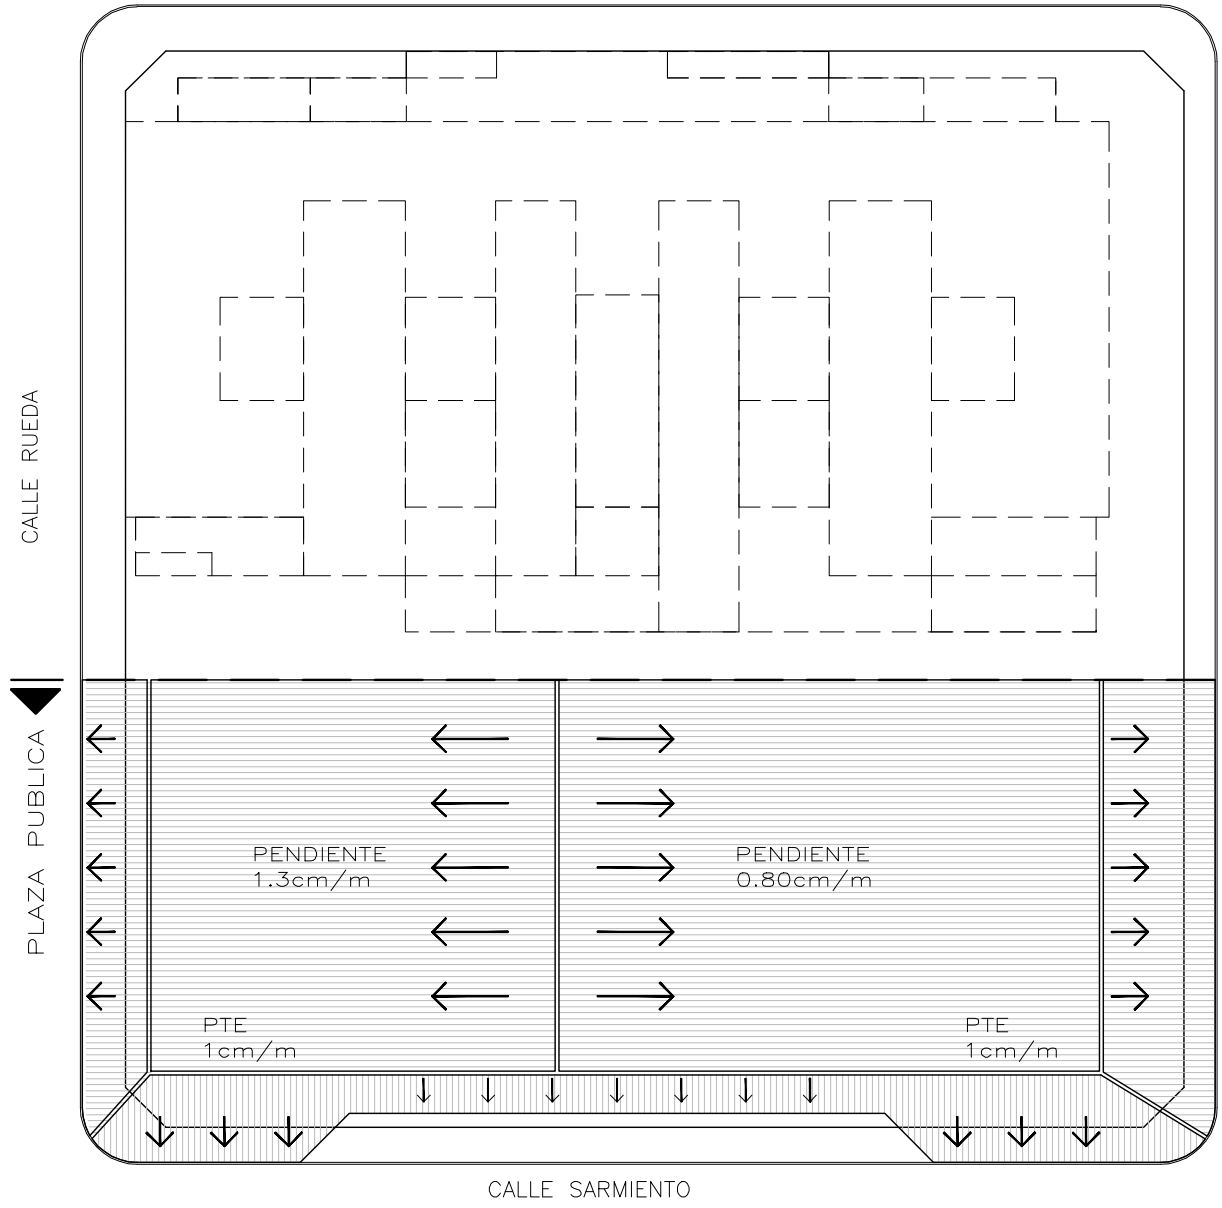 CALLE RUEDA
PLAZA PUBLICA
PENDIENTE
1.3cm/m
PENDIENTE
0.80cm/m
PTE
1cm/m
PTE
1cm/m
CALLE SARMIENTO